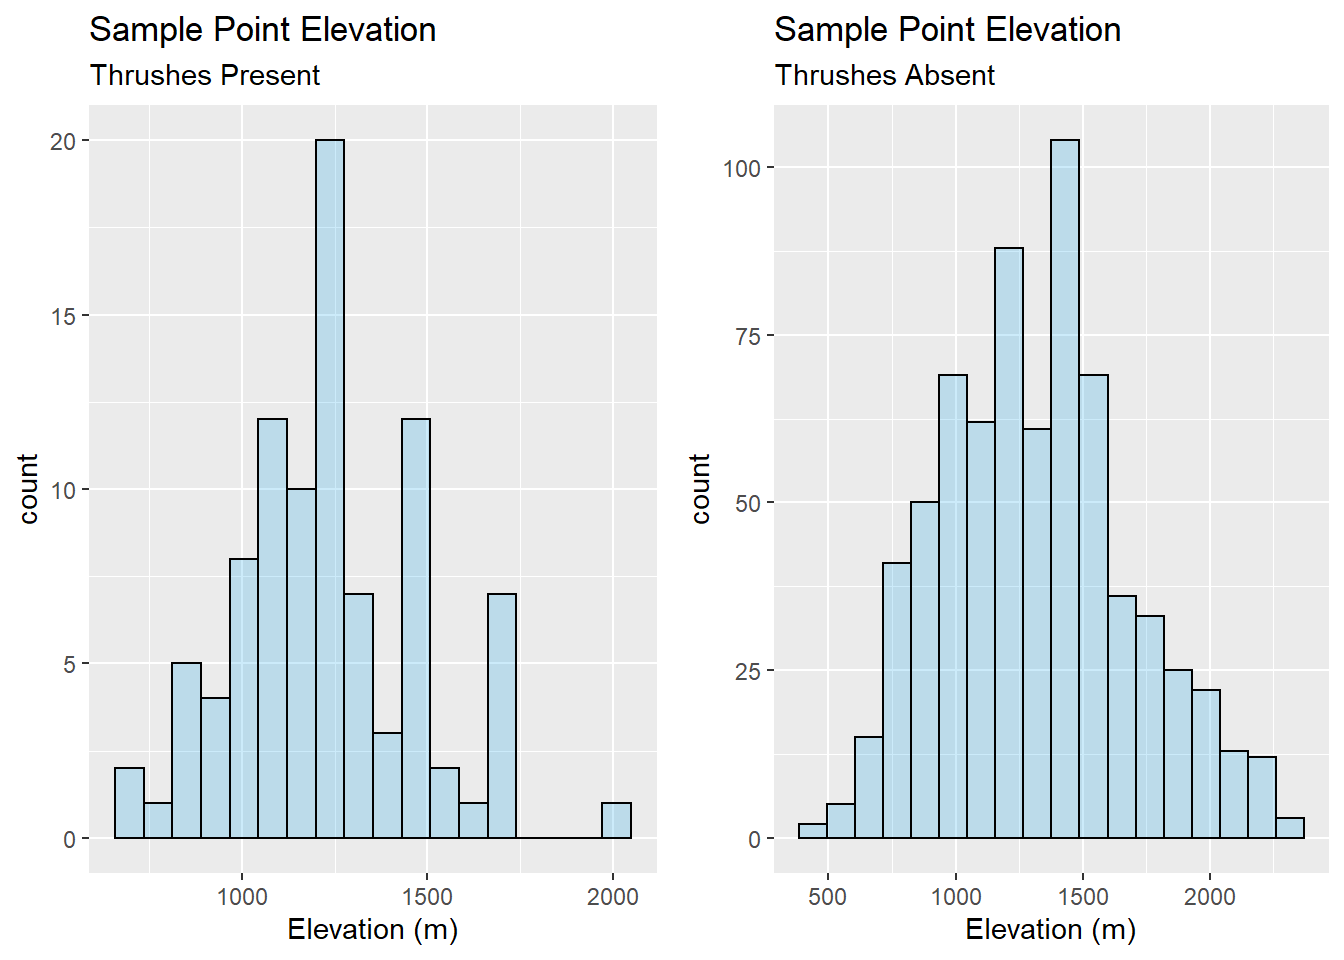 Sample Point Elevation
Thrushes Present
20
15
10
5
0
count
1000
1500
2000
Elevation (m)
Sample Point Elevation
Thrushes Absent
100
75
50
25
0
count
500
1000
1500
2000
Elevation (m)